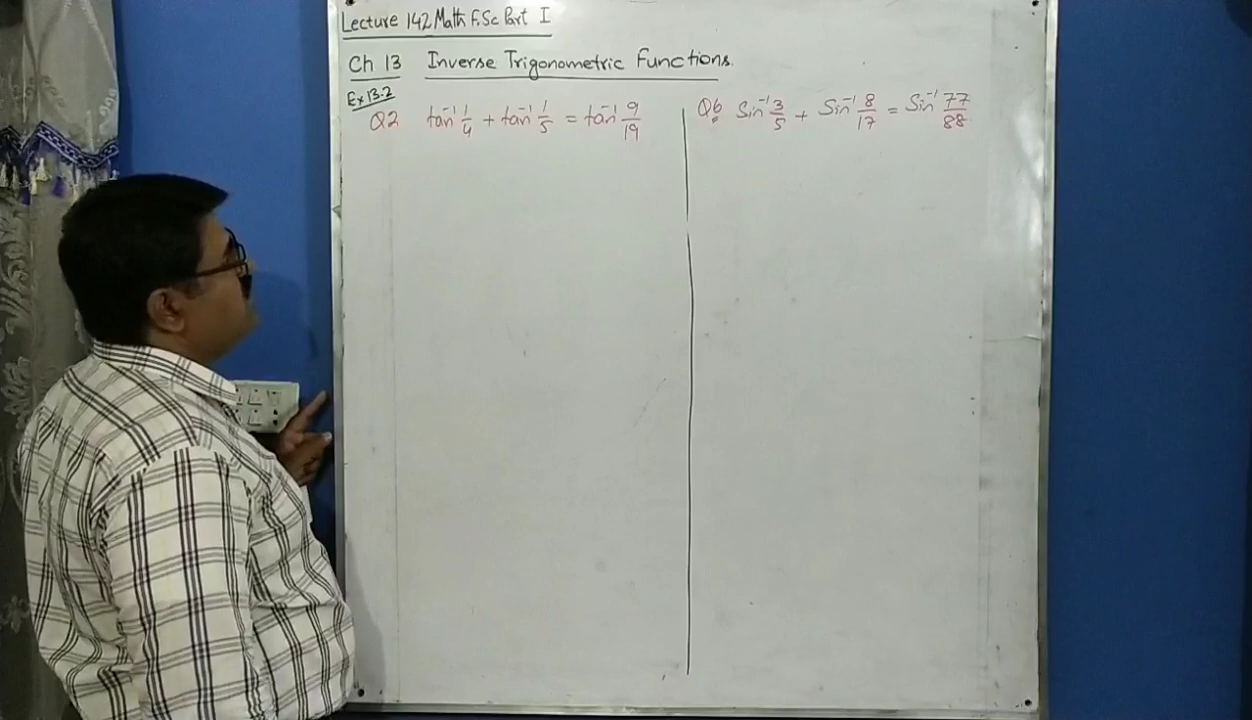 Lecture 142 Math F.Sc Part I
Ch 13 Inverse Trigonometric Functions.
Ex 13.2
Q2 tan⁻¹ 1/4 + tan⁻¹ 1/5 = tan⁻¹ 9/19
Q6 Sin⁻¹ 3/5 + Sin⁻¹ 8/17 = Sin⁻¹ 77/88